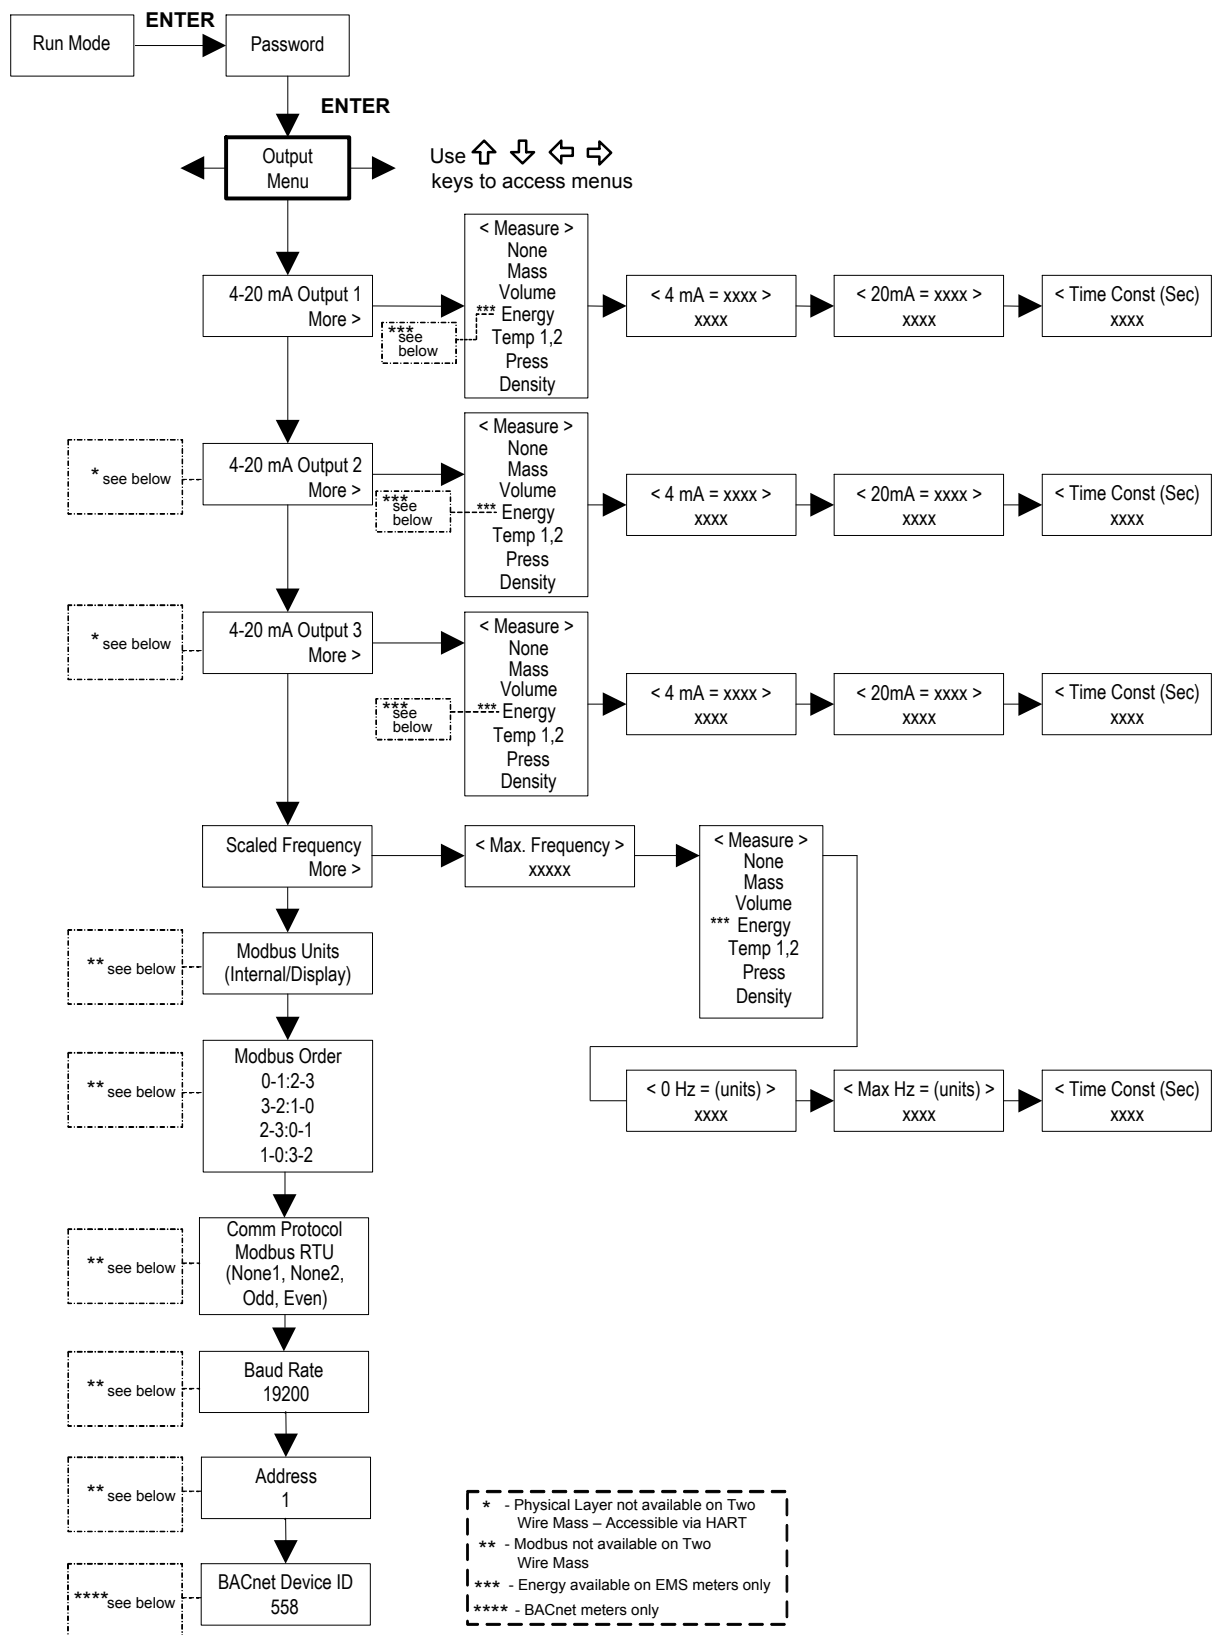 ENTER
Run Mode
Password
ENTER
Output
Menu
Use
keys to access menus
4-20 mA Output 1
More >
*** see
below
< Measure >
None
Mass
Volume
*** Energy
Temp 1,2
Press
Density
< 4 mA = xxxx >
xxxx
< 20mA = xxxx >
xxxx
< Time Const (Sec)
xxxx
* see below
4-20 mA Output 2
More >
*** see
below
< Measure >
None
Mass
Volume
*** Energy
Temp 1,2
Press
Density
< 4 mA = xxxx >
xxxx
< 20mA = xxxx >
xxxx
< Time Const (Sec)
xxxx
* see below
4-20 mA Output 3
More >
*** see
below
< Measure >
None
Mass
Volume
*** Energy
Temp 1,2
Press
Density
< 4 mA = xxxx >
xxxx
< 20mA = xxxx >
xxxx
< Time Const (Sec)
xxxx
Scaled Frequency
More >
< Max. Frequency >
xxxxx
< Measure >
None
Mass
Volume
*** Energy
Temp 1,2
Press
Density
< 0 Hz = (units) >
xxxx
< Max Hz = (units) >
xxxx
< Time Const (Sec)
xxxx
** see below
Modbus Units
(Internal/Display)
** see below
Modbus Order
0-1:2-3
3-2:1-0
2-3:0-1
1-0:3-2
** see below
Comm Protocol
Modbus RTU
(None1, None2,
Odd, Even)
** see below
Baud Rate
19200
** see below
Address
1
**** see below
BACnet Device ID
558
* - Physical Layer not available on Two
Wire Mass – Accessible via HART
** - Modbus not available on Two
Wire Mass
*** - Energy available on EMS meters only
**** - BACnet meters only